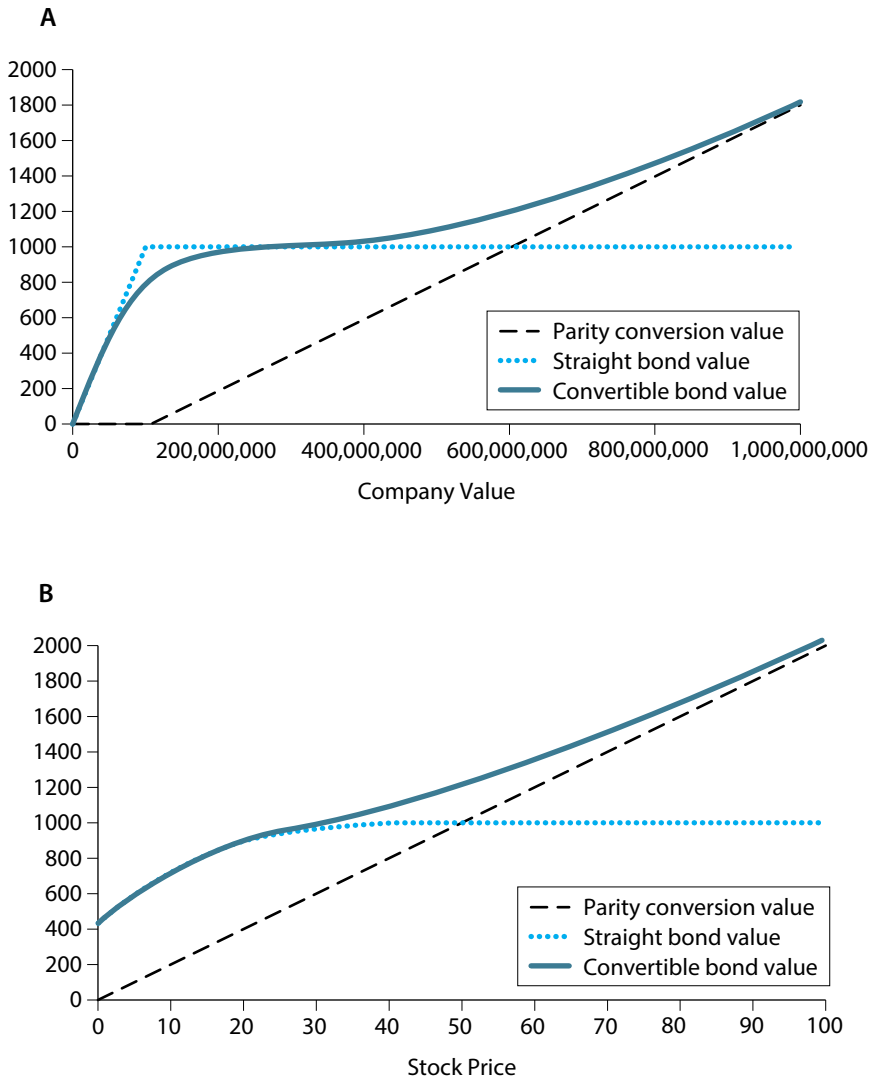 A
2000
1800
1600
1400
1200
1000
800
600
400
200
0
0 200,000,000 400,000,000 600,000,000 800,000,000 1,000,000,000
Company Value
Parity conversion value
Straight bond value
Convertible bond value
B
2000
1800
1600
1400
1200
1000
800
600
400
200
0
0 10 20 30 40 50 60 70 80 90 100
Stock Price
Parity conversion value
Straight bond value
Convertible bond value